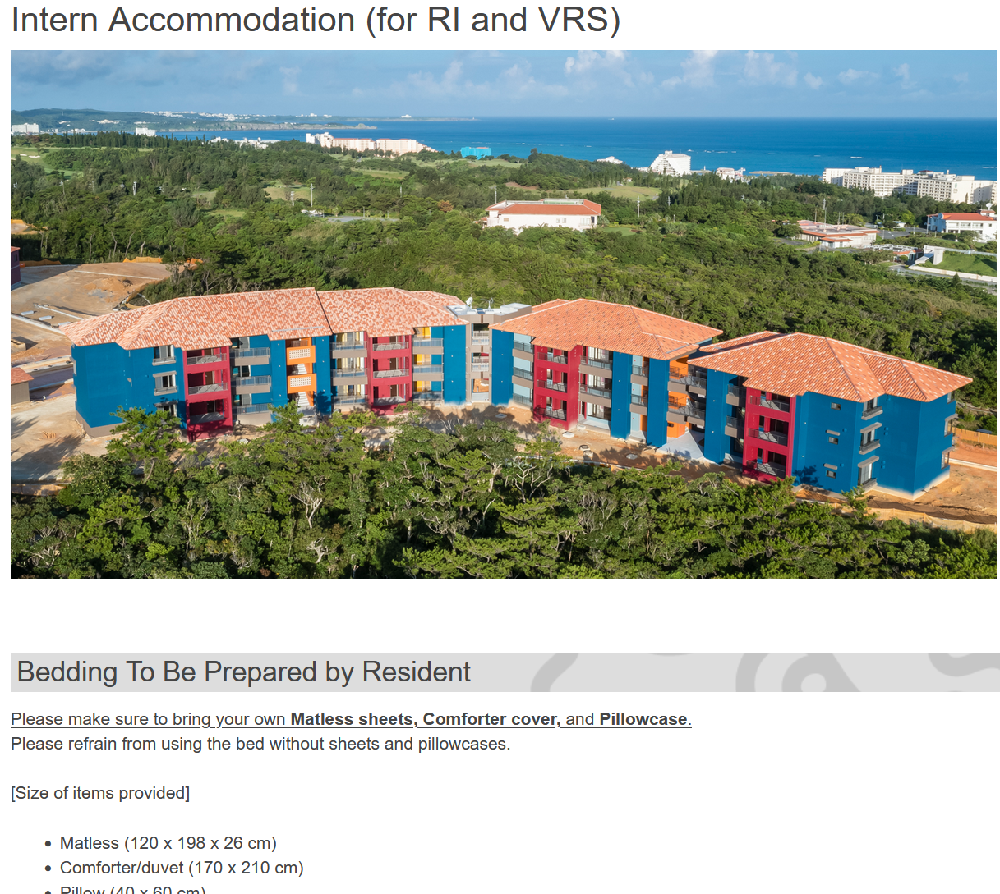 Intern Accommodation (for RI and VRS)
Bedding To Be Prepared by Resident
Please make sure to bring your own Matless sheets, Comforter cover, and Pillowcase.
Please refrain from using the bed without sheets and pillowcases.
[Size of items provided]
• Matless (120 x 198 x 26 cm)
• Comforter/duvet (170 x 210 cm)
• Pillow (40 x 60 cm)